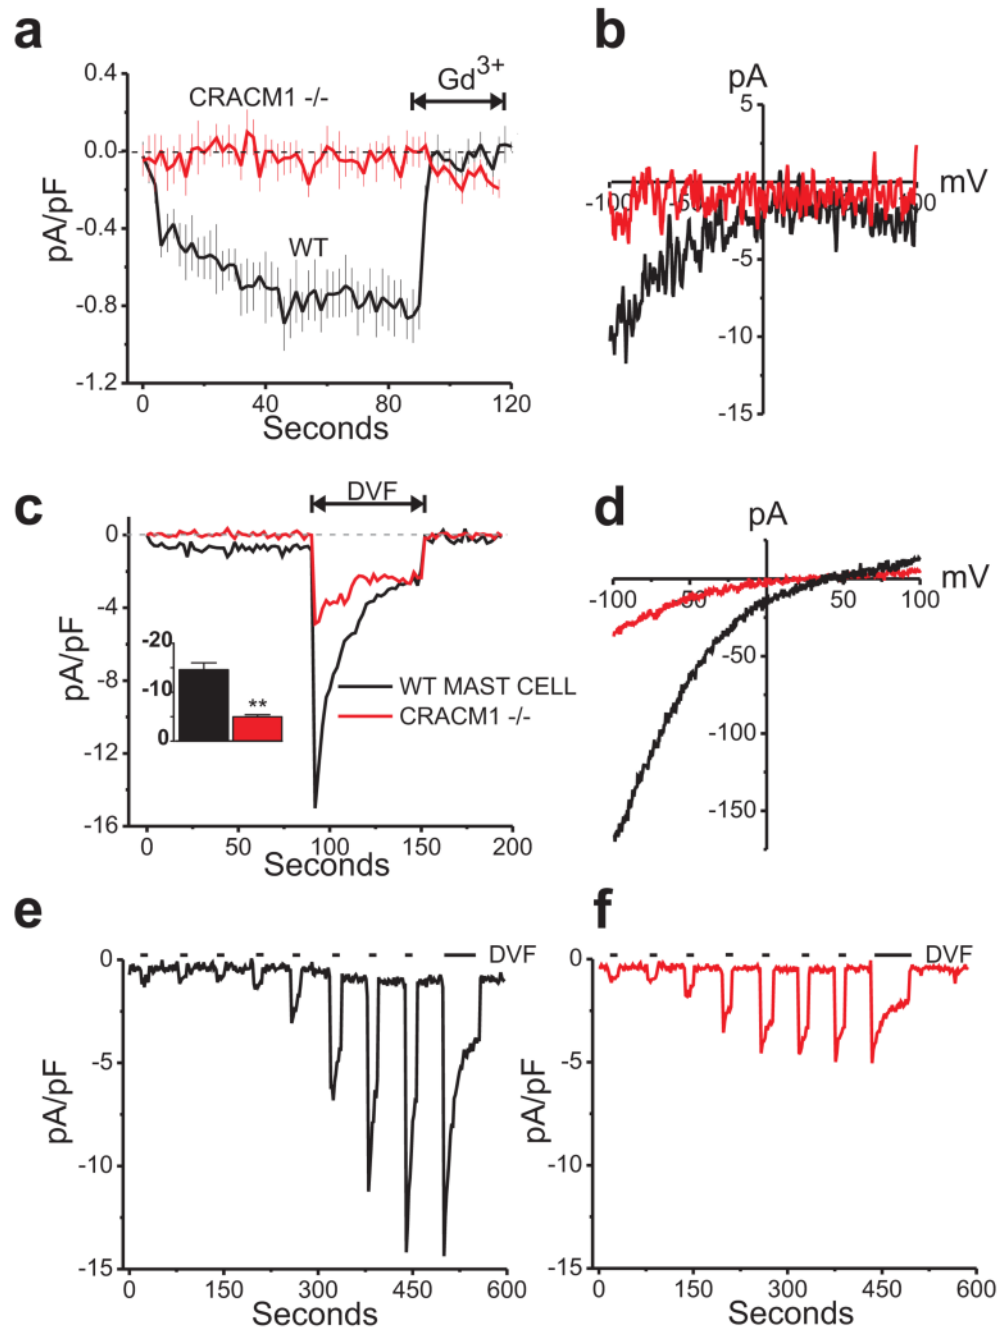 a
0.4
0.0
-0.4
-0.8
-1.2
pA/pF
CRACM1 -/-
Gd3+
WT
0
40
80
120
Seconds
b
pA
5
mV
-100
-5
-10
-15
c
DVF
0
-4
-8
-12
-16
pA/pF
-20
-10
0
**
WT MAST CELL
CRACM1 -/-
0
50
100
150
200
Seconds
d
pA
-100
50
100
mV
-50
-100
-150
e
DVF
0
-5
-10
-15
pA/pF
0
150
300
450
600
Seconds
f
DVF
0
-5
-10
-15
pA/pF
0
150
300
450
600
Seconds